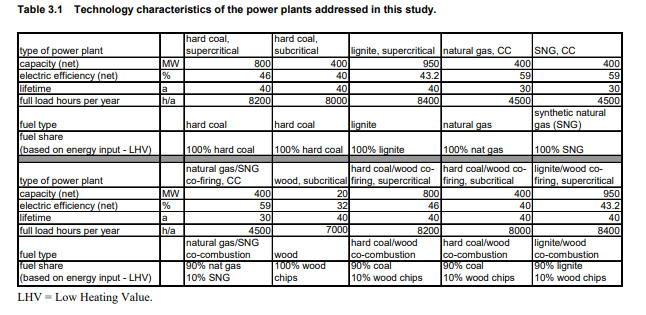 Table 3.1 Technology characteristics of the power plants addressed in this study.
type of power plant | | hard coal, supercritical | hard coal, subcritical | lignite, supercritical | natural gas, CC | SNG, CC
capacity (net) | MW | 800 | 400 | 950 | 400 | 400
electric efficiency (net) | % | 46 | 40 | 43.2 | 59 | 59
lifetime | a | 40 | 40 | 40 | 30 | 30
full load hours per year | h/a | 8200 | 8000 | 8400 | 4500 | 4500
fuel type | | hard coal | hard coal | lignite | natural gas | synthetic natural gas (SNG)
fuel share (based on energy input - LHV) | | 100% hard coal | 100% hard coal | 100% lignite | 100% nat gas | 100% SNG
type of power plant | | natural gas/SNG co-firing, CC | wood, subcritical | hard coal/wood co-firing, supercritical | hard coal/wood co-firing, subcritical | lignite/wood co-firing, supercritical
capacity (net) | MW | 400 | 20 | 800 | 400 | 950
electric efficiency (net) | % | 59 | 32 | 46 | 40 | 43.2
lifetime | a | 30 | 40 | 40 | 40 | 40
full load hours per year | h/a | 4500 | 7000 | 8200 | 8000 | 8400
fuel type | | natural gas/SNG co-combustion | wood | hard coal/wood co-combustion | hard coal/wood co-combustion | lignite/wood co-combustion
fuel share (based on energy input - LHV) | | 90% nat gas 10% SNG | 100% wood chips | 90% coal 10% wood chips | 90% coal 10% wood chips | 90% lignite 10% wood chips
LHV = Low Heating Value.